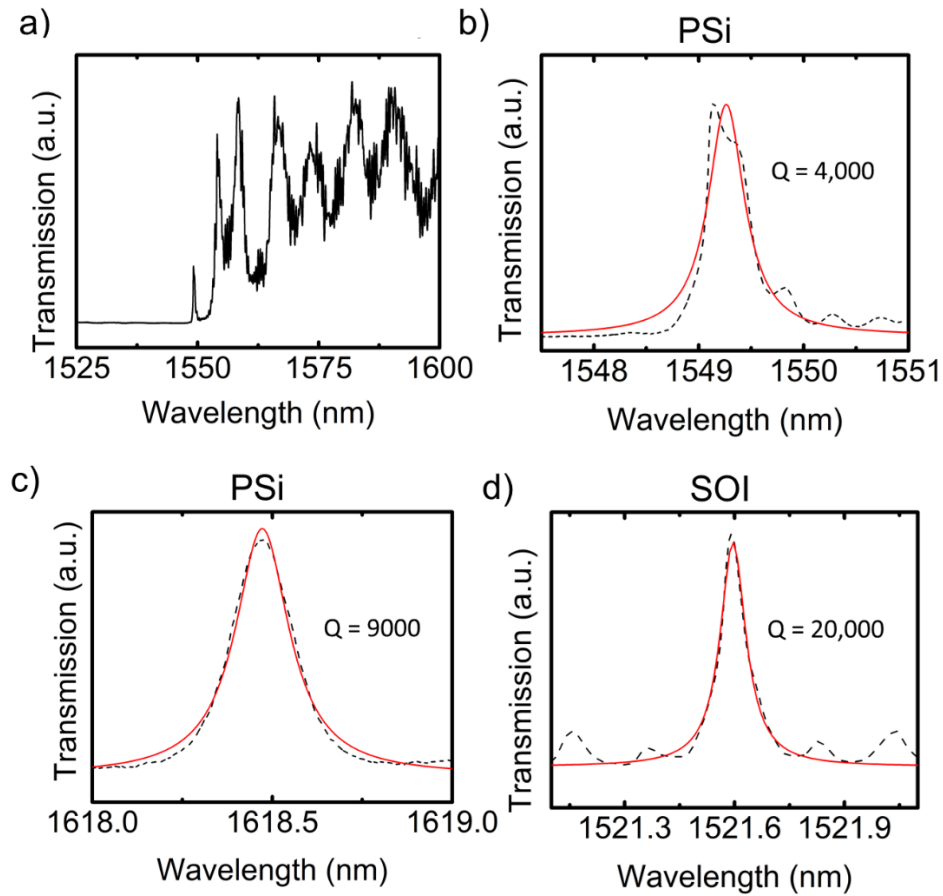 a)
Transmission (a.u.)
1525 1550 1575 1600
Wavelength (nm)
b)
PSi
Transmission (a.u.)
Q = 4,000
1548 1549 1550 1551
Wavelength (nm)
c)
PSi
Transmission (a.u.)
Q = 9000
1618.0 1618.5 1619.0
Wavelength (nm)
d)
SOI
Transmission (a.u.)
Q = 20,000
1521.3 1521.6 1521.9
Wavelength (nm)